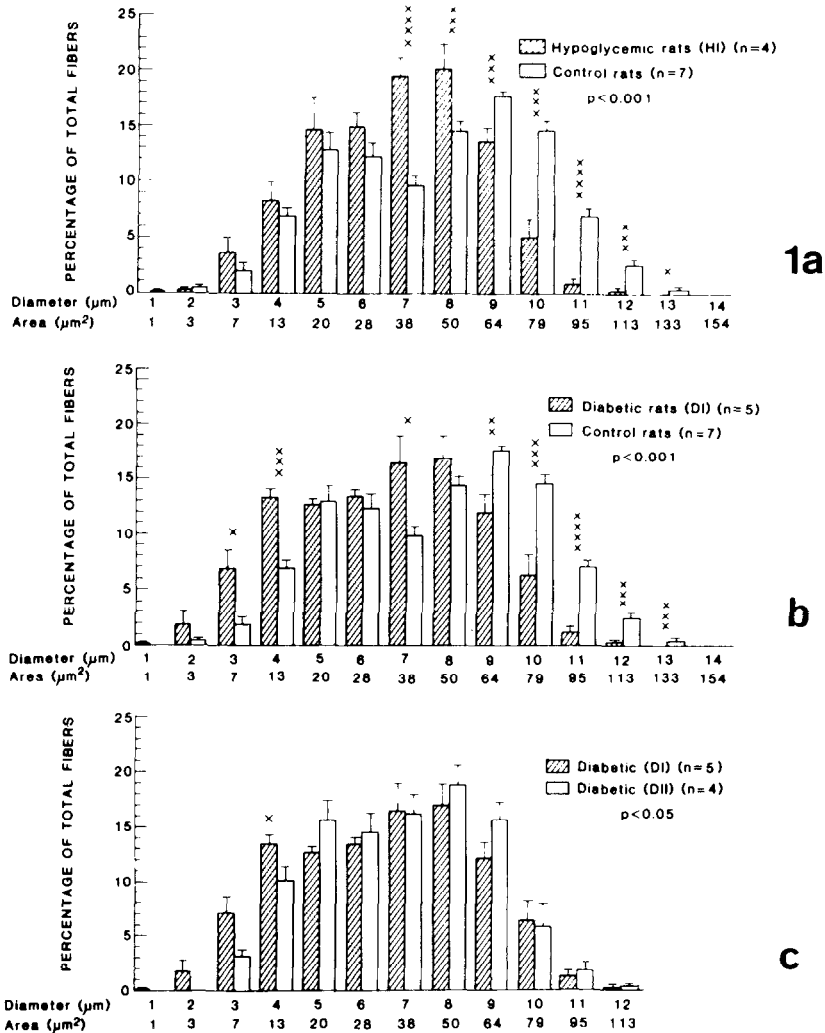 25
20
15
10
5
0
PERCENTAGE OF TOTAL FIBERS
××××
×××
×××
×××
××××
×××
×
Hypoglycemic rats (HI) (n=4)
Control rats (n=7)
p<0.001
1a
Diameter (µm) 1 2 3 4 5 6 7 8 9 10 11 12 13 14
Area (µm²) 1 3 7 13 20 28 38 50 64 79 95 113 133 154
25
20
15
10
5
0
PERCENTAGE OF TOTAL FIBERS
×
×××
×
××
×××
××××
×××
×××
Diabetic rats (DI) (n=5)
Control rats (n=7)
p<0.001
b
Diameter (µm) 1 2 3 4 5 6 7 8 9 10 11 12 13 14
Area (µm²) 1 3 7 13 20 28 38 50 64 79 95 113 133 154
25
20
15
10
5
0
PERCENTAGE OF TOTAL FIBERS
×
Diabetic (DI) (n=5)
Diabetic (DII) (n=4)
p<0.05
c
Diameter (µm) 1 2 3 4 5 6 7 8 9 10 11 12
Area (µm²) 1 3 7 13 20 28 38 50 64 79 95 113